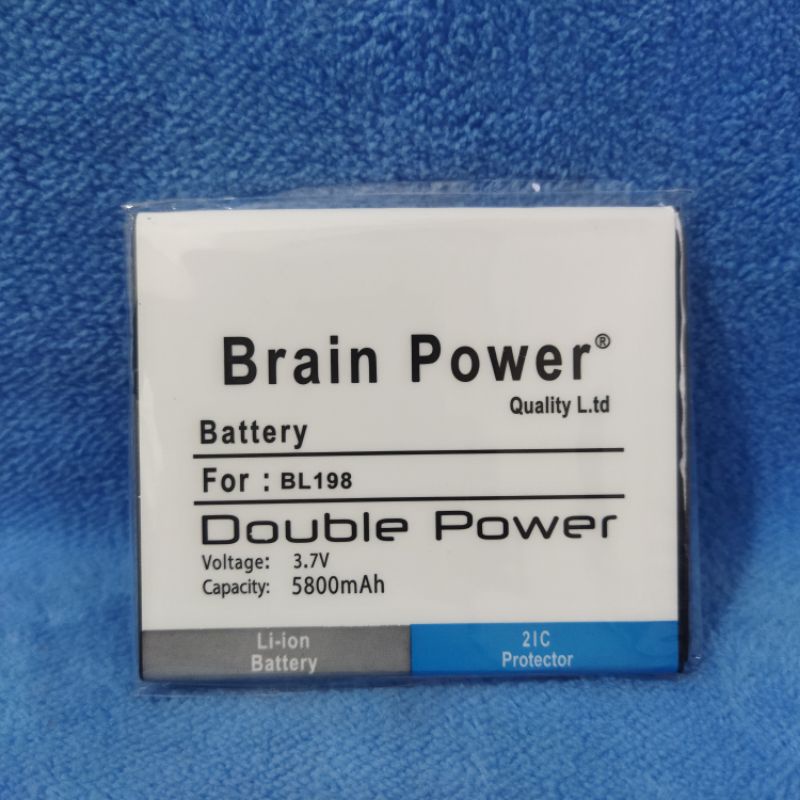 Brain Power®
Quality L.td
Battery
For : BL198
Double Power
Voltage: 3.7V
Capacity: 5800mAh
Li-ion
Battery
2IC
Protector